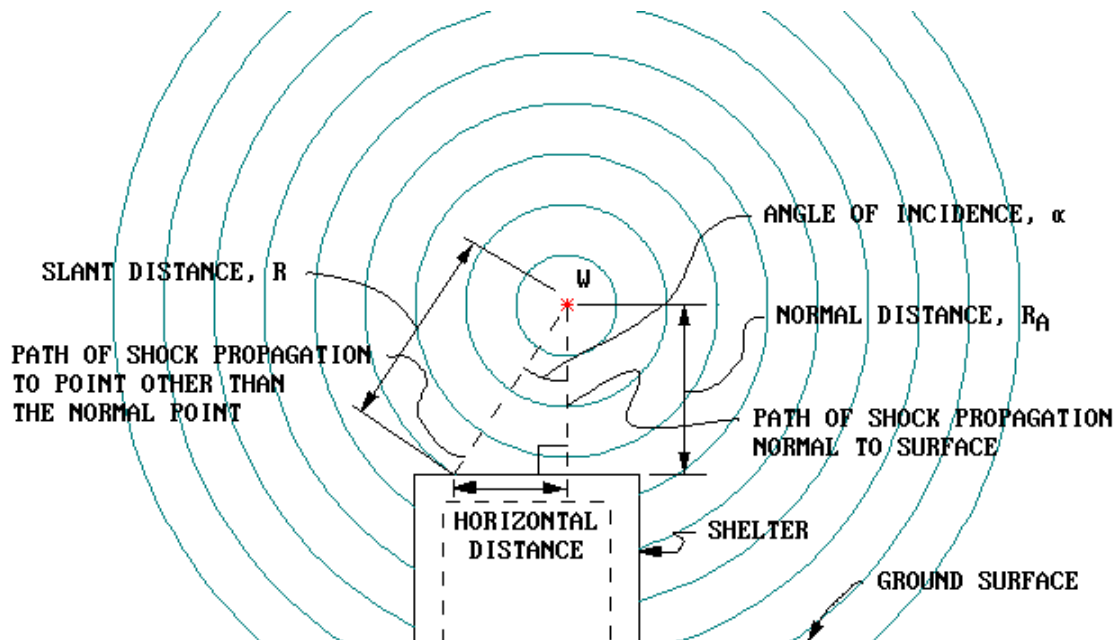 ANGLE OF INCIDENCE, α
W
SLANT DISTANCE, R
NORMAL DISTANCE, RA
PATH OF SHOCK PROPAGATION
TO POINT OTHER THAN
THE NORMAL POINT
PATH OF SHOCK PROPAGATION
NORMAL TO SURFACE
HORIZONTAL
DISTANCE
SHELTER
GROUND SURFACE